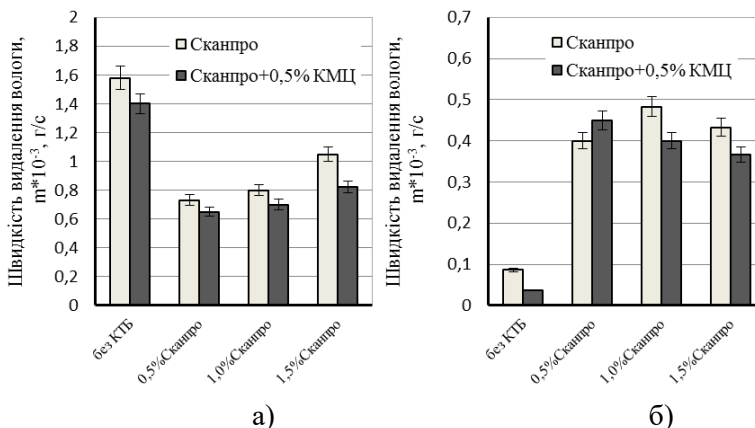 Швидкість видалення вологи,
m*10⁻³, г/с
2
1,8
1,6
1,4
1,2
1
0,8
0,6
0,4
0,2
0
Сканпро
Сканпро+0,5% КМЦ
без КТБ
0,5%Сканпро
1,0%Сканпро
1,5%Сканпро
а)
Швидкість видалення вологи,
m*10⁻³, г/с
0,7
0,6
0,5
0,4
0,3
0,2
0,1
0
Сканпро
Сканпро+0,5% КМЦ
без КТБ
0,5%Сканпро
1,0%Сканпро
1,5%Сканпро
б)